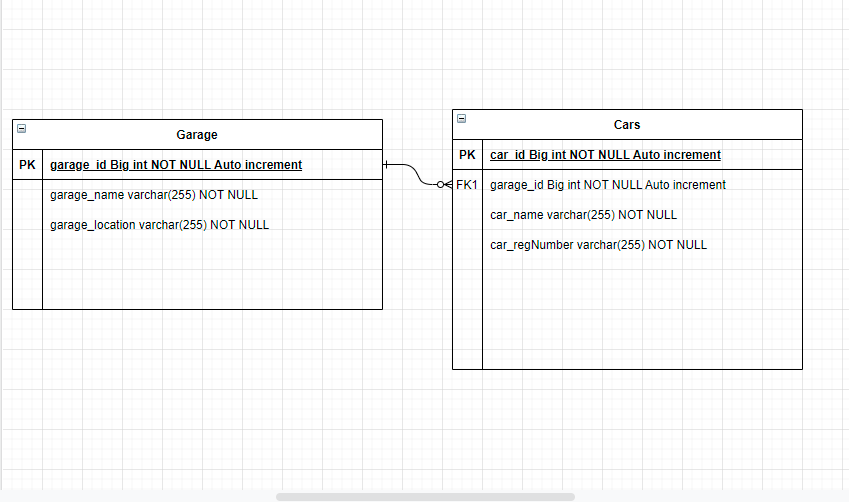 Garage
PK garage_id Big int NOT NULL Auto increment
garage_name varchar(255) NOT NULL
garage_location varchar(255) NOT NULL
Cars
PK car_id Big int NOT NULL Auto increment
FK1 garage_id Big int NOT NULL Auto increment
car_name varchar(255) NOT NULL
car_regNumber varchar(255) NOT NULL